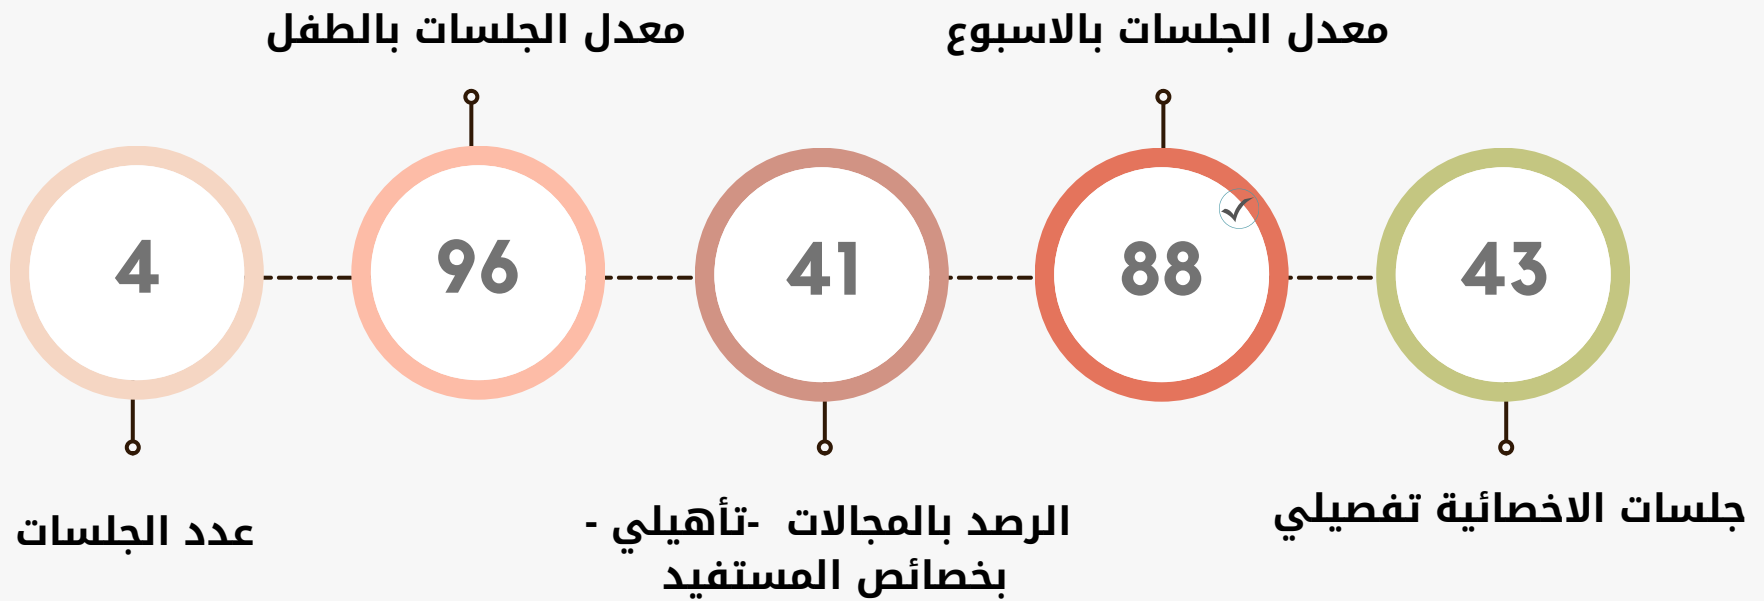 معدل الجلسات بالاسبوع
معدل الجلسات بالطفل
43
88
41
96
4
جلسات الاخصائية تفصيلي
الرصد بالمجالات -تأهيلي -
بخصائص المستفيد
عدد الجلسات